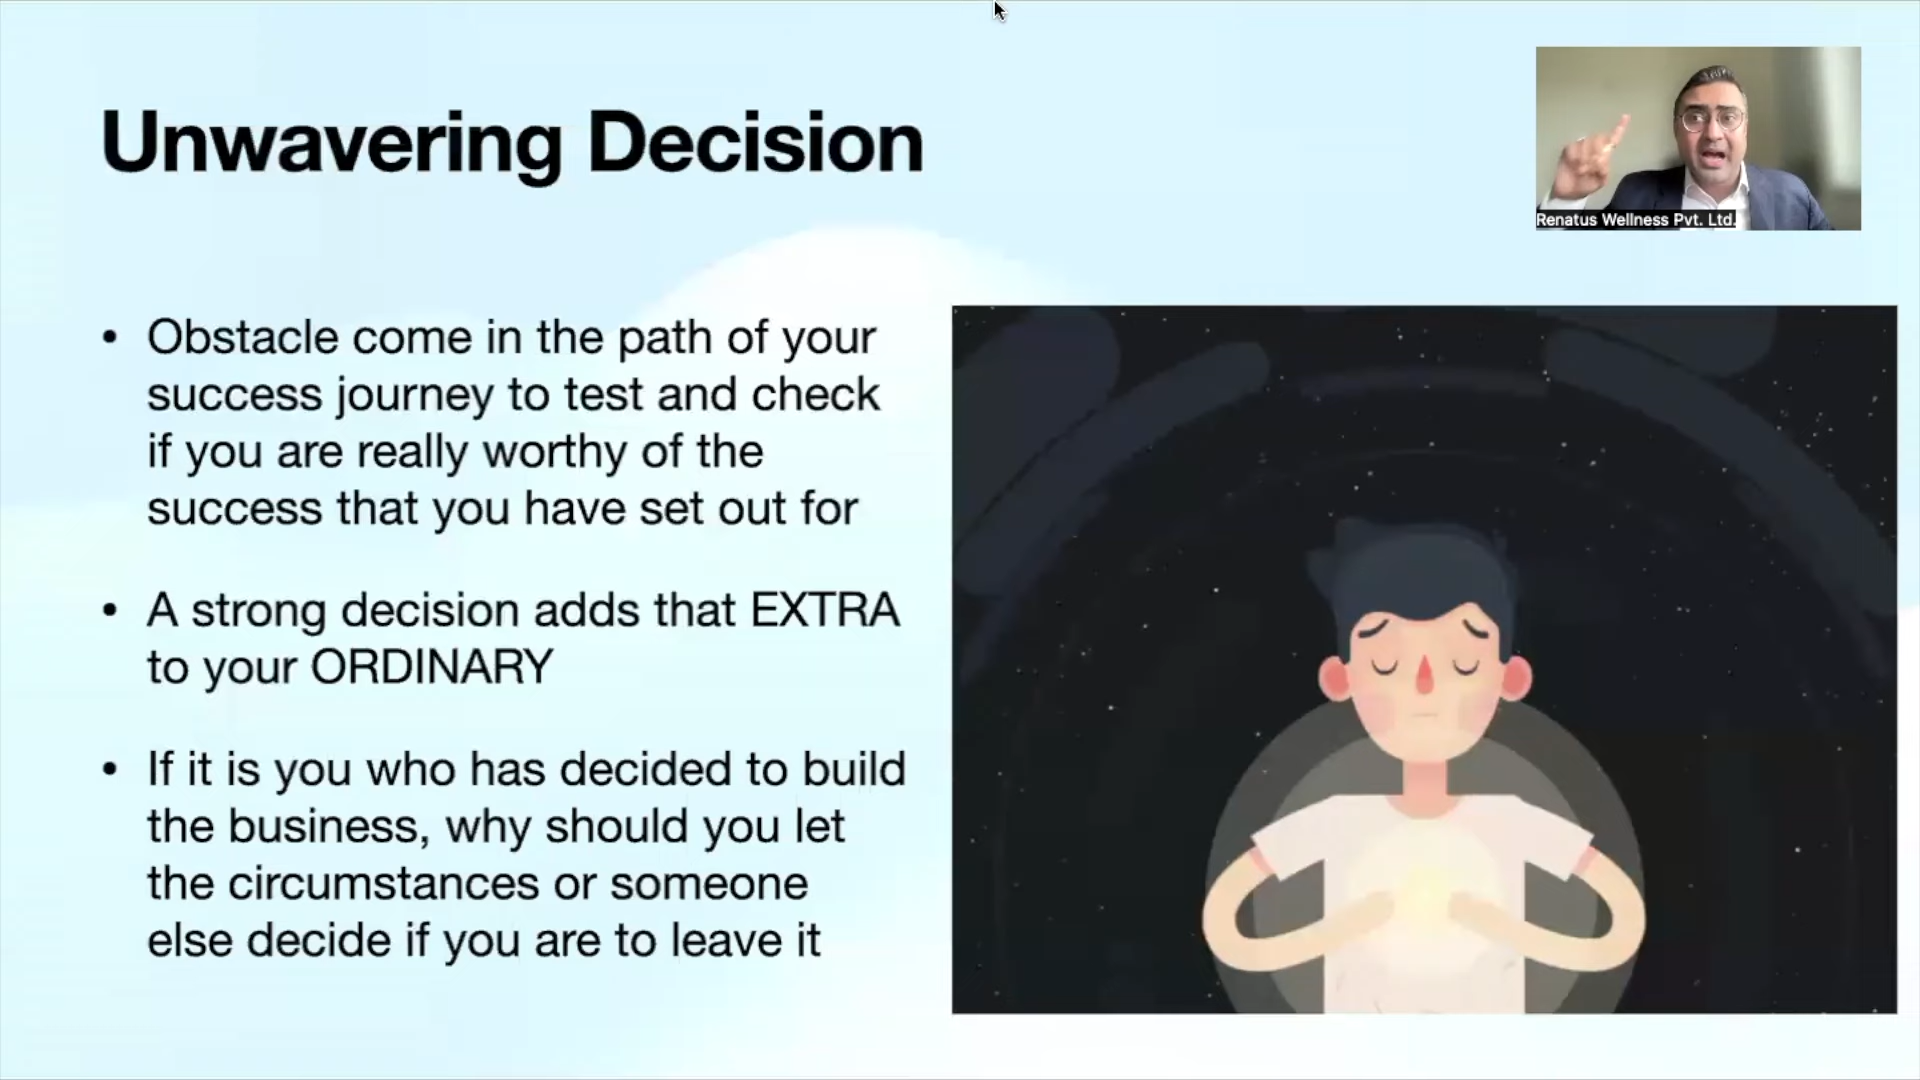 Unwavering Decision
Renatus Wellness Pvt. Ltd.
• Obstacle come in the path of your
success journey to test and check
if you are really worthy of the
success that you have set out for
• A strong decision adds that EXTRA
to your ORDINARY
• If it is you who has decided to build
the business, why should you let
the circumstances or someone
else decide if you are to leave it